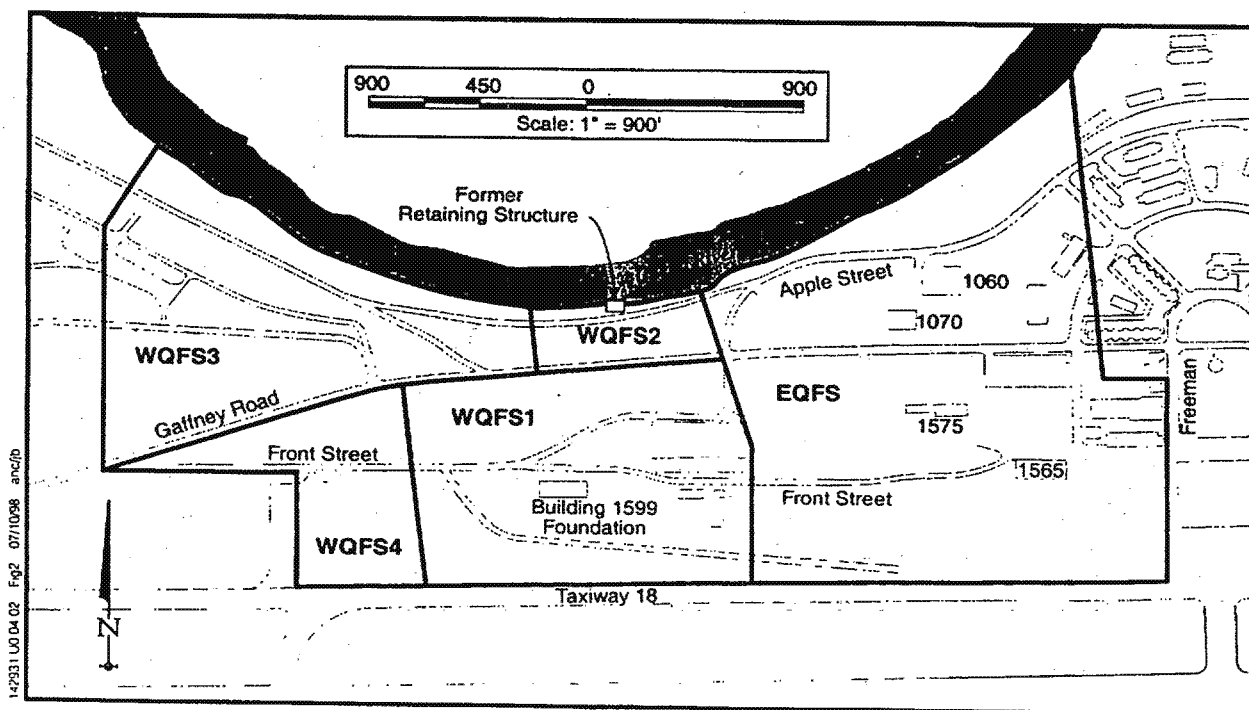 900 450 0 900
Scale: 1" = 900'
Former
Retaining Structure
Apple Street
1060
1070
WQFS2
WQFS3
Gaffney Road
WQFS1
EQFS
1575
Freeman
Front Street
1565
Front Street
Building 1599
Foundation
WQFS4
Taxiway 18
N
142931 U0 04 02 Fig2 07/10/98 anc/lb